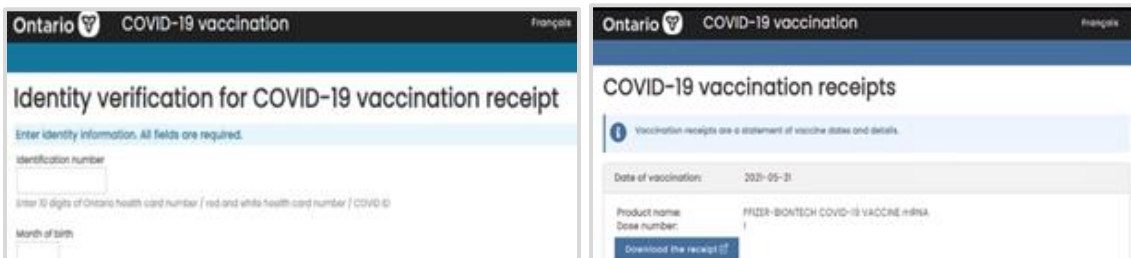 Ontario COVID-19 vaccination Français
Identity verification for COVID-19 vaccination receipt
Enter identity information. All fields are required.
Identification number
Enter 10 digits of Ontario health card number / red and white health card number / COVID ID
Month of birth
Ontario COVID-19 vaccination Français
COVID-19 vaccination receipts
Vaccination receipts are a statement of vaccine dates and details.
Date of vaccination: 2021-05-21
Product name: PFIZER-BIONTECH COVID-19 VACCINE mRNA
Dose number: 1
Download the receipt